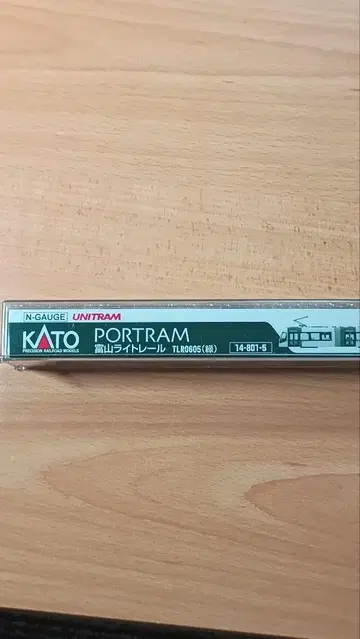 N-GAUGE UNITRAM
KATO PORTRAM
PRECISION RAILROAD MODELS 富山ライトレール TLR0605(緑) 14-801-5